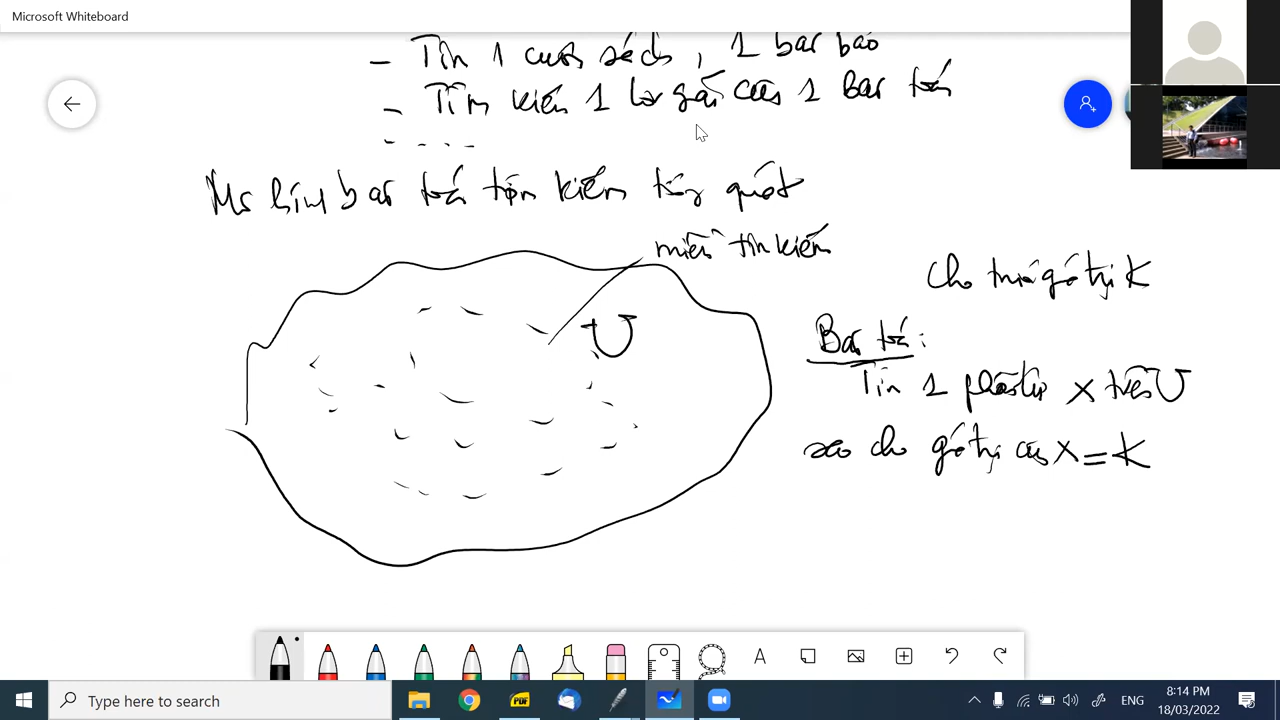 Microsoft Whiteboard
- Tìm 1 cuốn sách, 1 bài báo
- Tìm kiếm 1 lời giải của 1 bài toán
- . . . .
Mô hình bài toán tìm kiếm tổng quát
miền tìm kiếm
U
Cho trước giá trị K
Bài toán:
Tìm 1 phần tử X trên U
sao cho giá trị của X = K
A
Type here to search
PDF
ENG
8:14 PM
18/03/2022